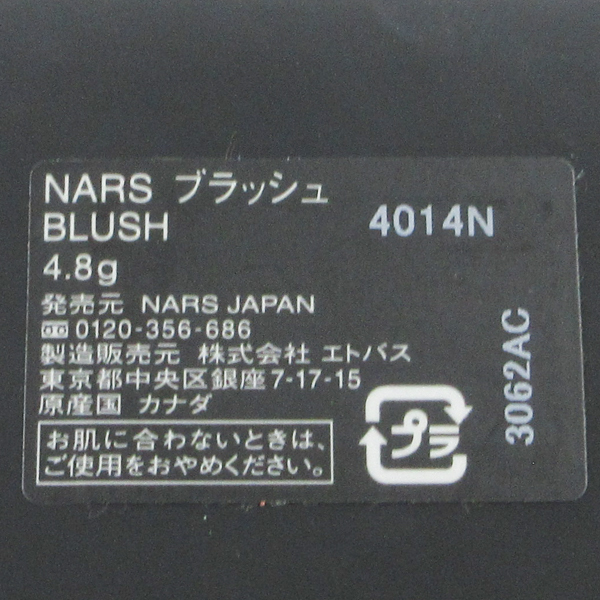 NARS ブラッシュ
BLUSH
4014N
4.8g
発売元 NARS JAPAN
0120-356-686
製造販売元 株式会社 エトバス
東京都中央区銀座7-17-15
原産国 カナダ
お肌に合わないときは、
ご使用をおやめください。
プラ
3062AC